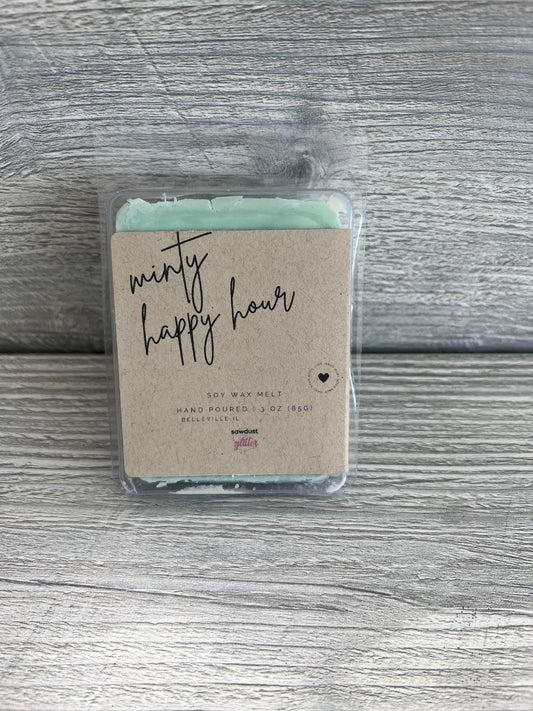 minty
happy hour
SOY WAX MELT
HAND POURED | 3 OZ (85G)
BELLEVILLE, IL
sawdust
glitter